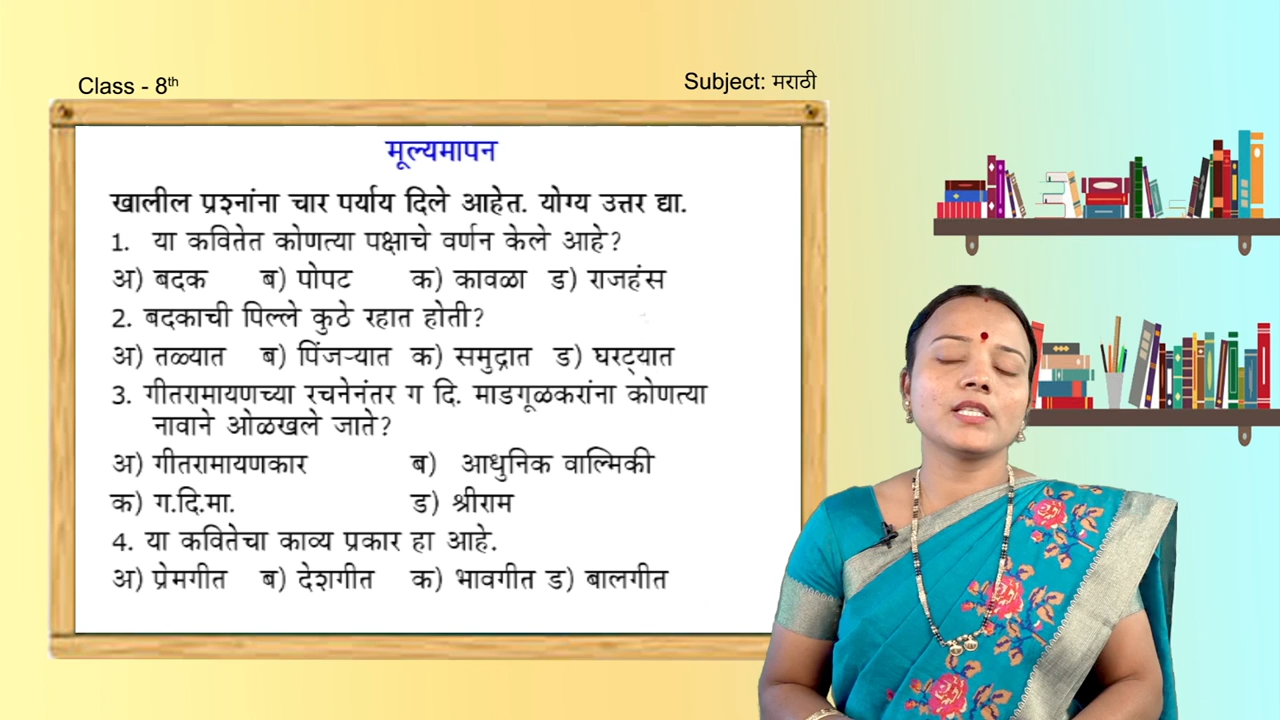 Class - 8th
Subject: मराठी
मूल्यमापन
खालील प्रश्नांना चार पर्याय दिले आहेत. योग्य उत्तर द्या.
1. या कवितेत कोणत्या पक्षाचे वर्णन केले आहे?
अ) बदक ब) पोपट क) कावळा ड) राजहंस
2. बदकाची पिल्ले कुठे रहात होती?
अ) तळ्यात ब) पिंजऱ्यात क) समुद्रात ड) घरट्यात
3. गीतरामायणच्या रचनेनंतर ग दि. माडगूळकरांना कोणत्या
नावाने ओळखले जाते?
अ) गीतरामायणकार ब) आधुनिक वाल्मिकी
क) ग.दि.मा. ड) श्रीराम
4. या कवितेचा काव्य प्रकार हा आहे.
अ) प्रेमगीत ब) देशगीत क) भावगीत ड) बालगीत